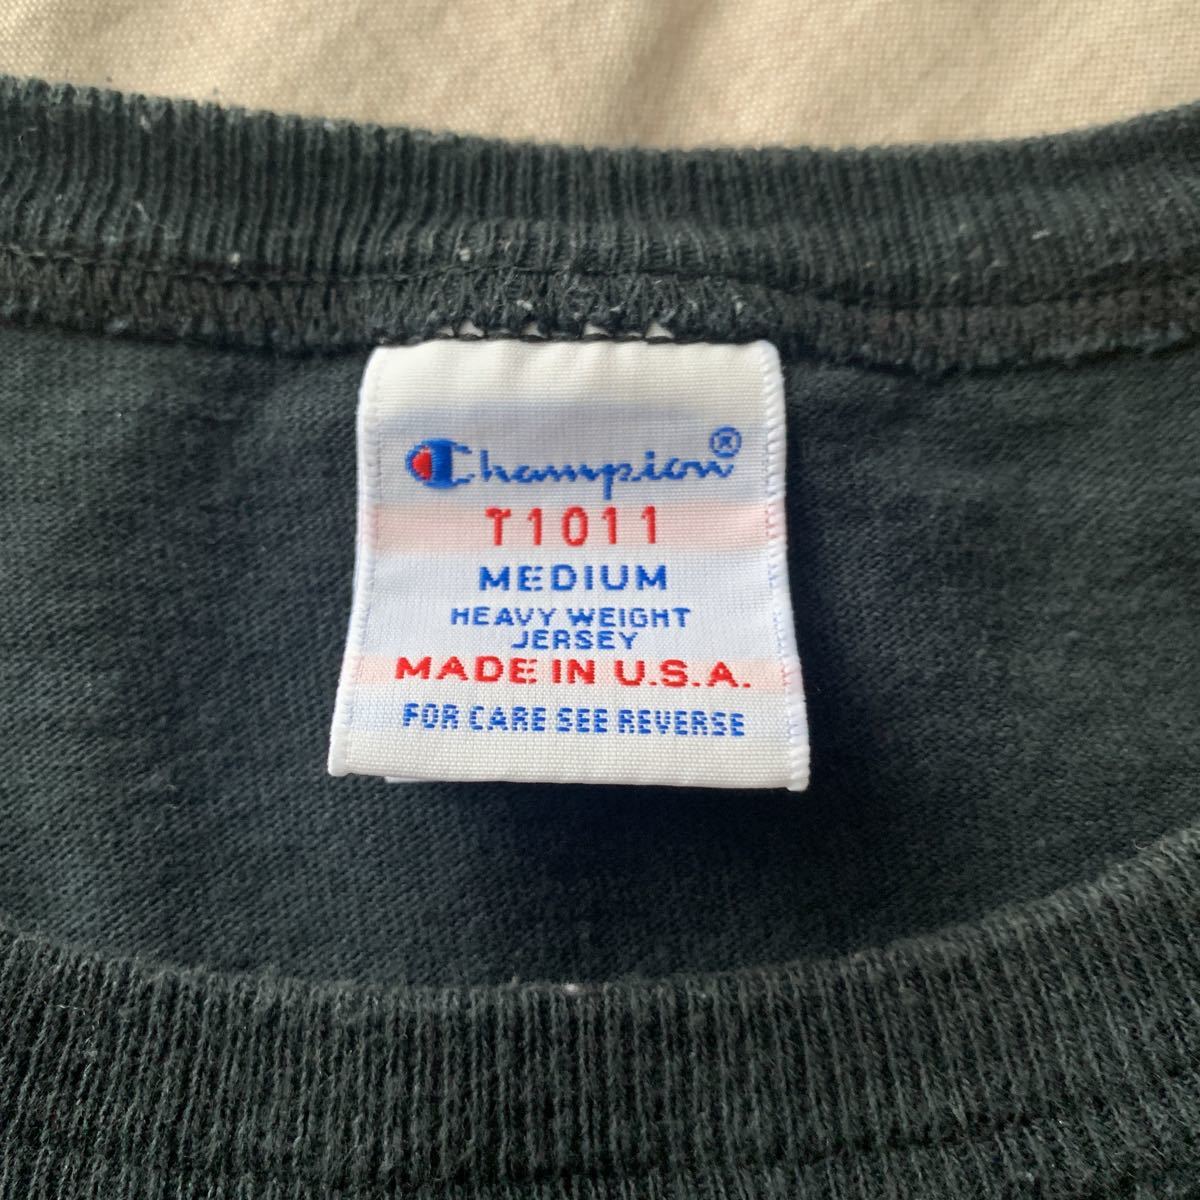 Champion®
T1011
MEDIUM
HEAVY WEIGHT
JERSEY
MADE IN U.S.A.
FOR CARE SEE REVERSE